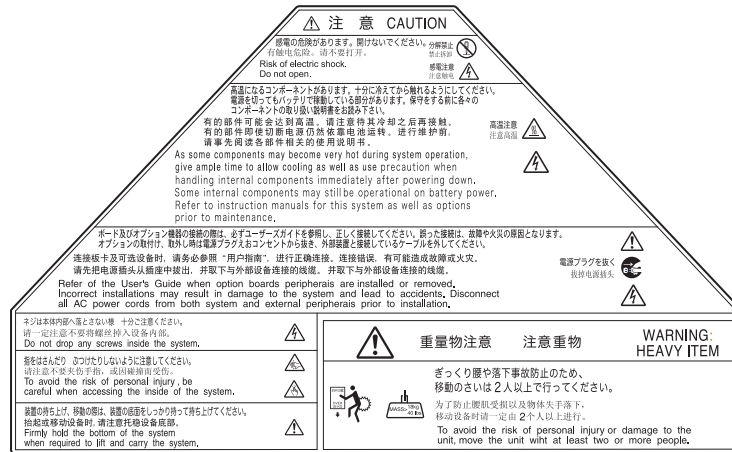 注 意 CAUTION
感電の危険があります。開けないでください。
有触电危险。请不要打开。
Risk of electric shock.
Do not open.
分解禁止
禁止拆卸
感電注意
注意触电
高温になるコンポーネントがあります。十分に冷えてから触れるようにしてください。
電源を切ってもバッテリで稼動している部分があります。保守をする前に各々の
コンポーネントの取り扱い説明書をお読み下さい。
有的部件可能会达到高温。请注意待其冷却之后再接触。
有的部件即使切断电源仍然依靠电池运转。进行维护前,
请事先阅读各部件相关的使用说明书。
As some components may become very hot during system operation,
give ample time to allow cooling as well as use precaution when
handling internal components immediately after powering down.
Some internal components may still be operational on battery power.
Refer to instruction manuals for this system as well as options
prior to maintenance.
高温注意
注意高温
ボード及びオプション機器の接続の際は、必ずユーザーズガイドを参照し、正しく接続してください。誤った接続は、故障や火災の原因となります。
オプションの取付け、取外し時は電源プラグえおコンセントから抜き、外部装置と接続しているケーブルを外してください。
连接板卡及可选设备时, 请务必参照 “用户指南”, 进行正确连接。连接错误, 有可能造成故障或火灾。
请先把电源插头从插座中拔出, 并取下与外部设备连接的线缆。并取下与外部设备连接的线缆。
Refer of the User's Guide when option boards peripherais are installed or removed.
Incorrect installations may result in damage to the system and lead to accidents, Disconnect
all AC power cords from both system and external peripherais prior to installation.
電源プラグを抜く
拔掉电源插头
ネジは本体内部へ落とさない様 十分ご注意ください。
请一定注意不要将螺丝掉入设备内部。
Do not drop any screws inside the system.
指をはさんだり ぶつけたりしないように注意してください。
请注意不要夹伤手指, 或因碰撞而受伤。
To avoid the risk of personal injury , be
careful when accessing the inside of the system.
装置の持ち上げ、移動の際は、装置の底面をしっかり持って持ち上げてください。
抬起或移动设备时, 请注意托稳设备底部。
Firmly hold the bottom of the system
when required to lift and carry the system.
重量物注意 注意重物 WARNING:
HEAVY ITEM
ぎっくり腰や落下事故防止のため、
移動のさいは2人以上で行ってください。
为了防止腰肌受损以及物体失手落下,
移动设备时请一定由 2个人以上进行。
To avoid the risk of personal injury or damage to the
unit, move the unit wiht at least two or more people.
MASS≥ 18kg
40 lbs